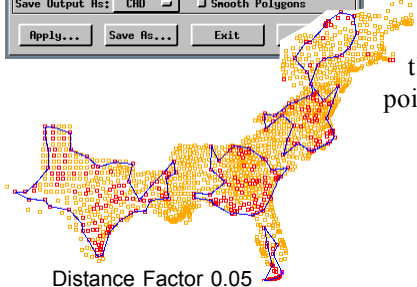 Save Output As: CAD Smooth Polygons
Apply... Save As... Exit
t
poi
Distance Factor 0.05